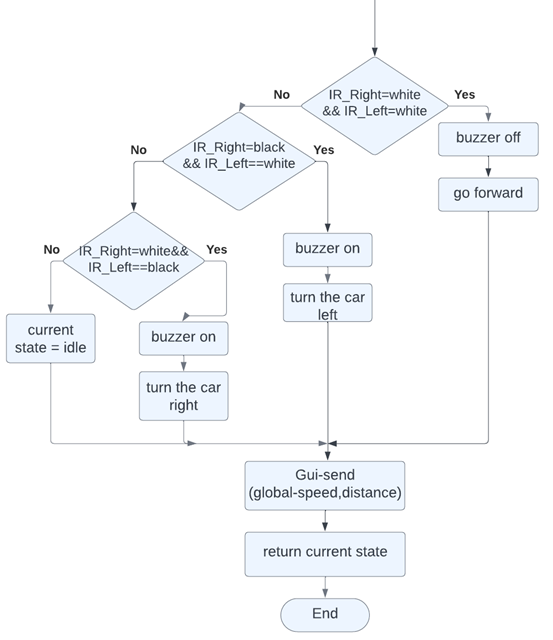 IR_Right=white
&& IR_Left=white
No
Yes
IR_Right=black
&& IR_Left==white
buzzer off
No
Yes
go forward
IR_Right=white&&
IR_Left==black
No
Yes
buzzer on
turn the car
left
current
state = idle
buzzer on
turn the car
right
Gui-send
(global-speed,distance)
return current state
End